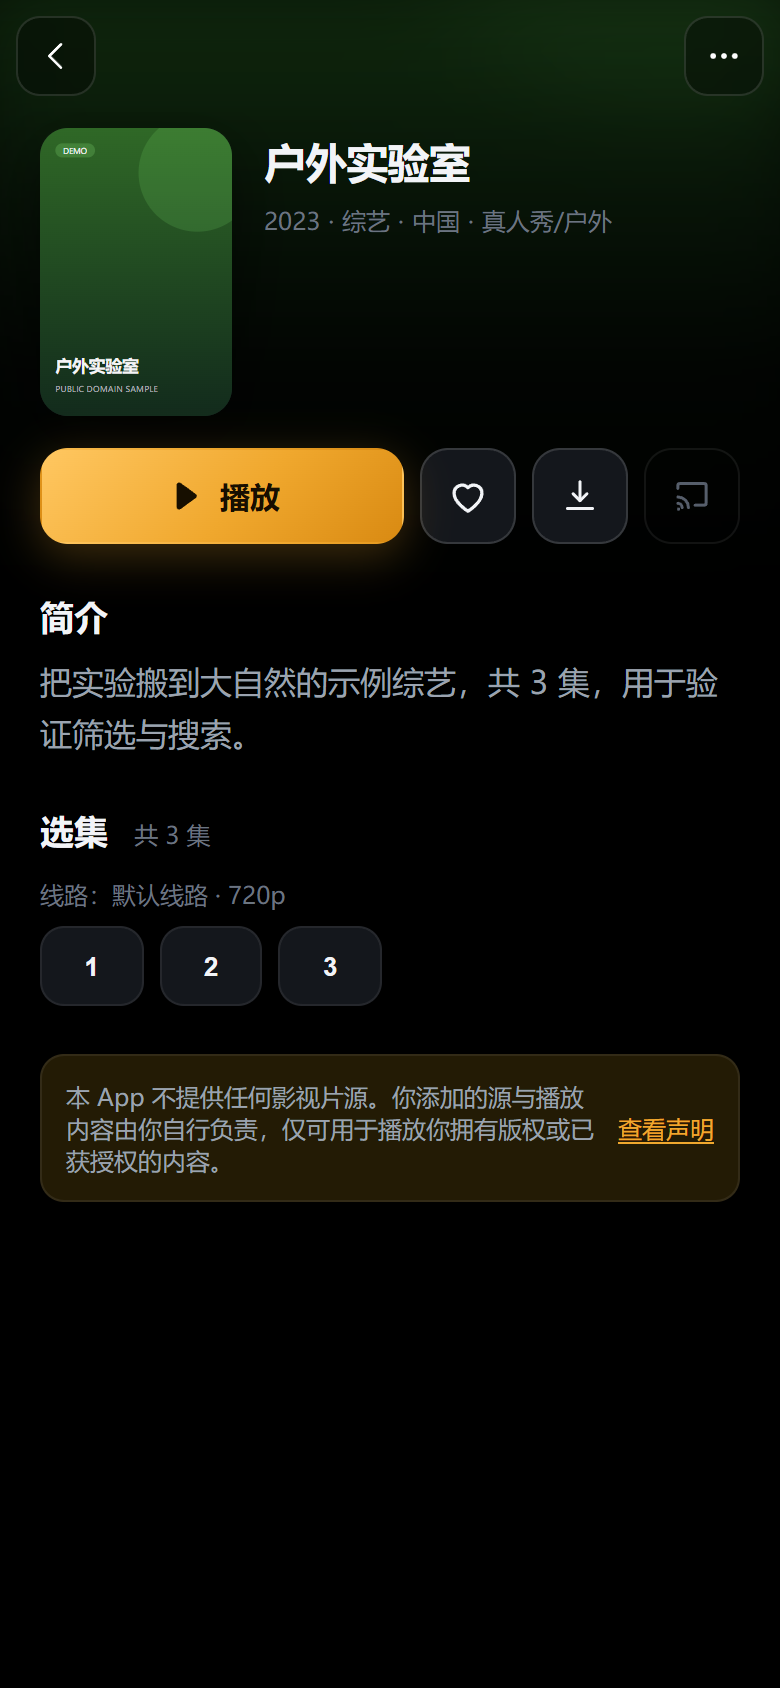 DEMO
户外实验室
PUBLIC DOMAIN SAMPLE
户外实验室
2023 · 综艺 · 中国 · 真人秀/户外
播放
简介
把实验搬到大自然的示例综艺，共 3 集，用于验
证筛选与搜索。
选集 共 3 集
线路：默认线路 · 720p
1 2 3
本 App 不提供任何影视片源。你添加的源与播放
内容由你自行负责，仅可用于播放你拥有版权或已
获授权的内容。
查看声明